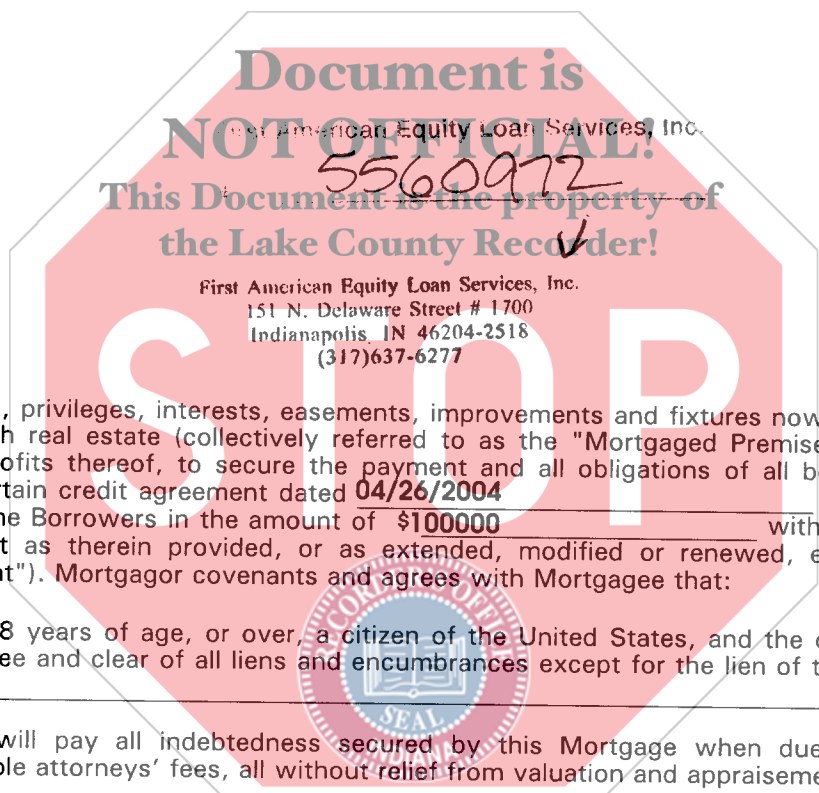 Document is
NOT OFFICIAL!
American Equity Loan Services, Inc.
5560972
This Document is the property of
the Lake County Recorder!
First American Equity Loan Services, Inc.
151 N. Delaware Street # 1700
Indianapolis, IN 46204-2518
(317)637-6277
STOP
, privileges, interests, easements, improvements and fixtures now
h real estate (collectively referred to as the "Mortgaged Premise
ofits thereof, to secure the payment and all obligations of all b
tain credit agreement dated 04/26/2004
ne Borrowers in the amount of $100000 with
t as therein provided, or as extended, modified or renewed, e
nt"). Mortgagor covenants and agrees with Mortgagee that:
8 years of age, or over, a citizen of the United States, and the
ee and clear of all liens and encumbrances except for the lien of t
will pay all indebtedness secured by this Mortgage when due
ble attorneys' fees, all without relief from valuation and appraiseme
SEAL
INDIANA